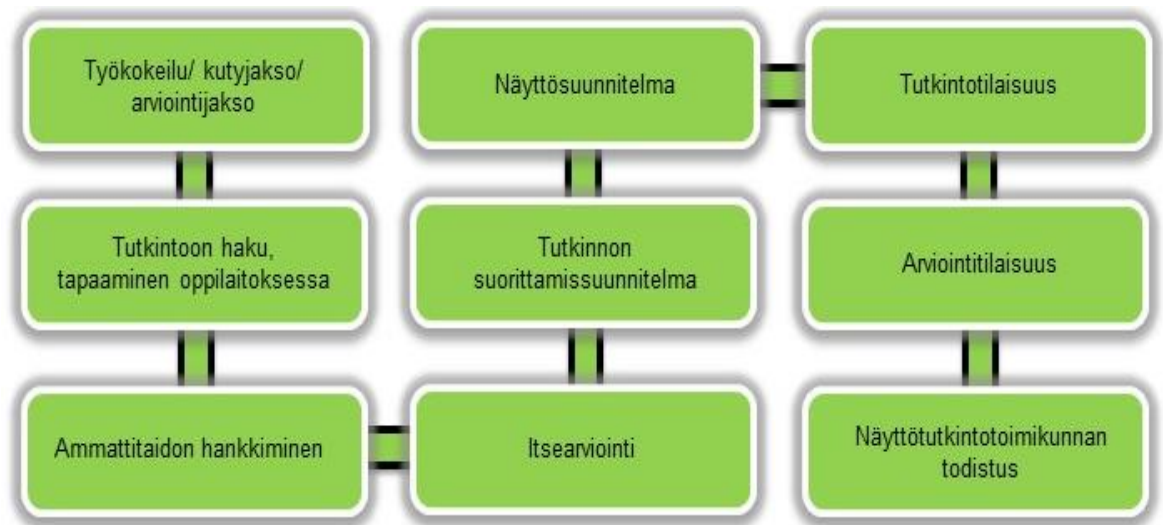 Työkokeilu/ kutyjakso/
arviointijakso
Tutkintoon haku,
tapaaminen oppilaitoksessa
Ammattitaidon hankkiminen
Itsearviointi
Tutkinnon
suorittamissuunnitelma
Näyttösuunnitelma
Tutkintotilaisuus
Arviointitilaisuus
Näyttötutkintotoimikunnan
todistus